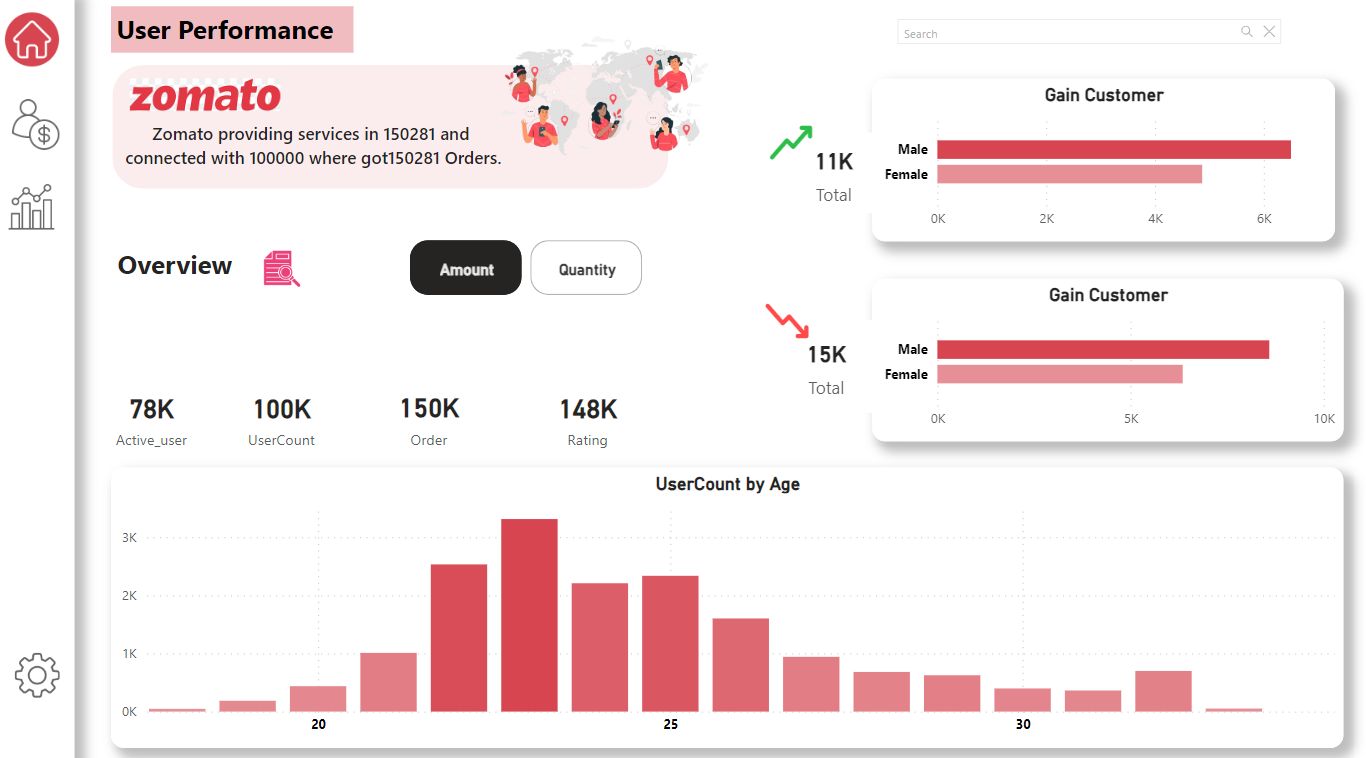 User Performance
Search
zomato
Zomato providing services in 150281 and
connected with 100000 where got150281 Orders.
Gain Customer
11K
Total
Male
Female
0K 2K 4K 6K
Overview
Amount
Quantity
Gain Customer
15K
Total
Male
Female
0K 5K 10K
78K 100K 150K 148K
Active_user UserCount Order Rating
UserCount by Age
3K
2K
1K
0K
20 25 30